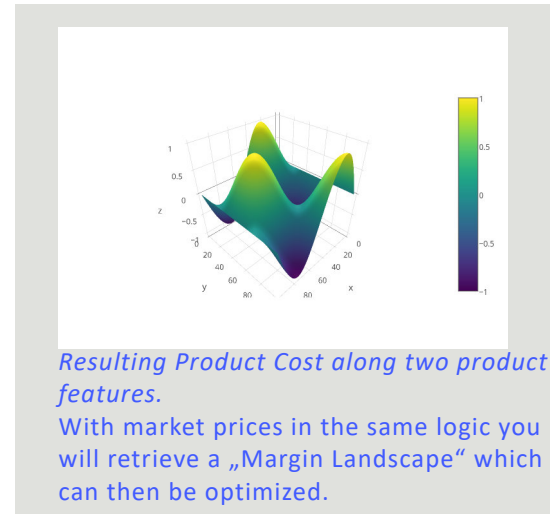 1
0.5
0
−0.5
−1
z
0
20
40
60
80
y
0
20
40
60
80
x
1
0.5
0
−0.5
−1
Resulting Product Cost along two product
features.
With market prices in the same logic you
will retrieve a „Margin Landscape“ which
can then be optimized.